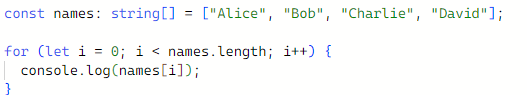 const names: string[] = ["Alice", "Bob", "Charlie", "David"];

for (let i = 0; i < names.length; i++) {
  console.log(names[i]);
}